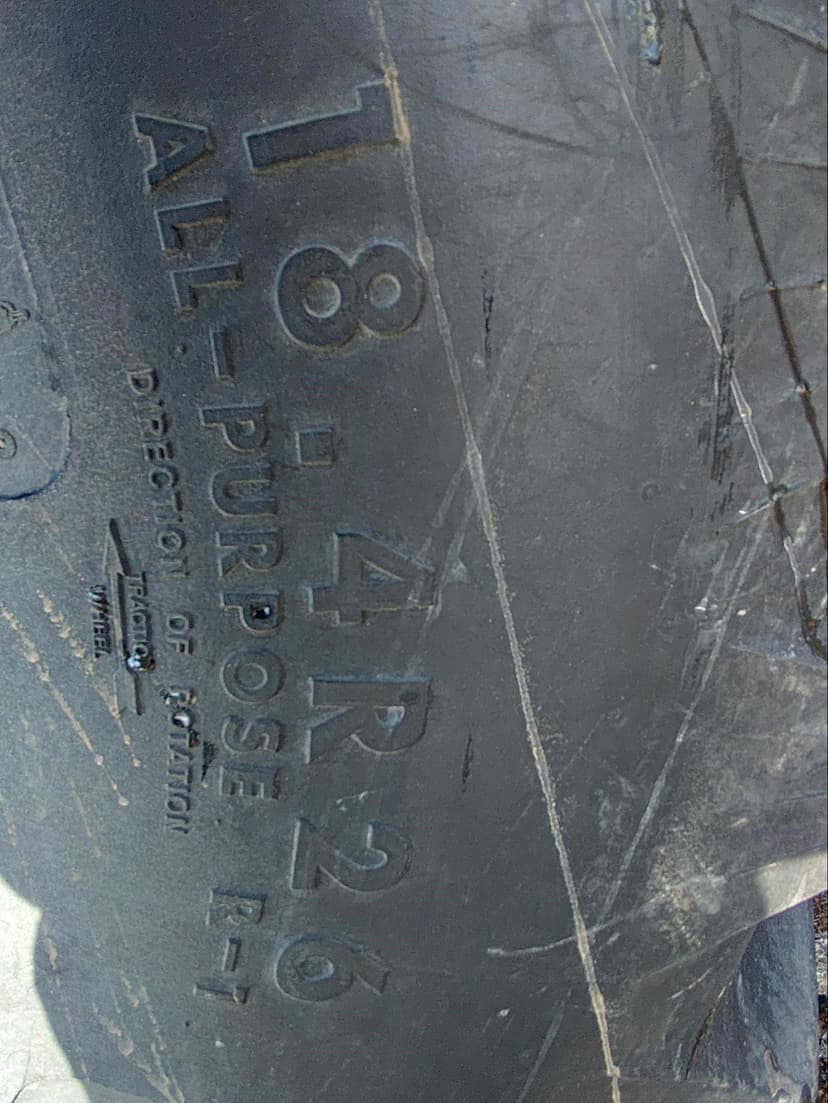 18.4R26
ALL-PURPOSE R-1
DIRECTION OF ROTATION
TRACTION
WHEEL